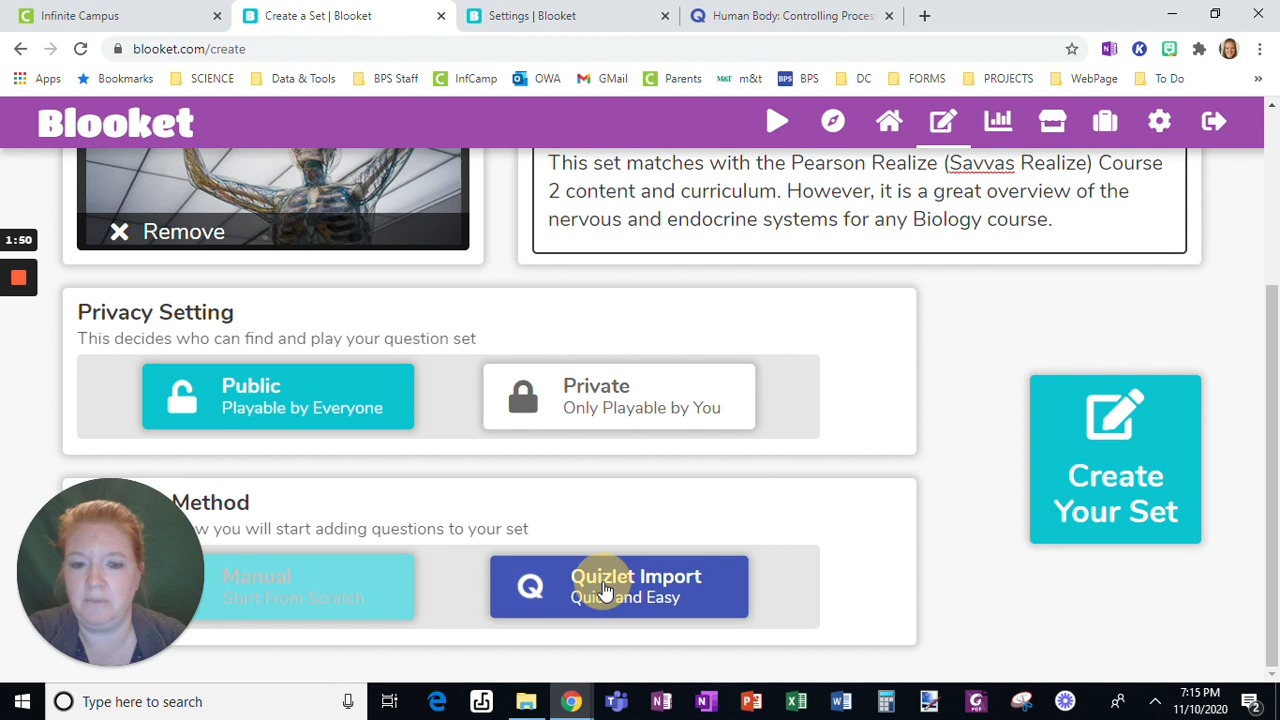 Infinite Campus
Create a Set | Blooket
Settings | Blooket
Human Body: Controlling Proces
blooket.com/create
Apps
Bookmarks
SCIENCE
Data & Tools
BPS Staff
InfCamp
OWA
GMail
Parents
M&T m&t
BPS BPS
DC
FORMS
PROJECTS
WebPage
To Do
»
Blooket
This set matches with the Pearson Realize (Savvas Realize) Course
2 content and curriculum. However, it is a great overview of the
nervous and endocrine systems for any Biology course.
Remove
1:50
Privacy Setting
This decides who can find and play your question set
Public
Playable by Everyone
Private
Only Playable by You
Create
Your Set
Method
you will start adding questions to your set
Manual
Start From Scratch
Q
Quizlet Import
Quick and Easy
Type here to search
7:15 PM
11/10/2020
2